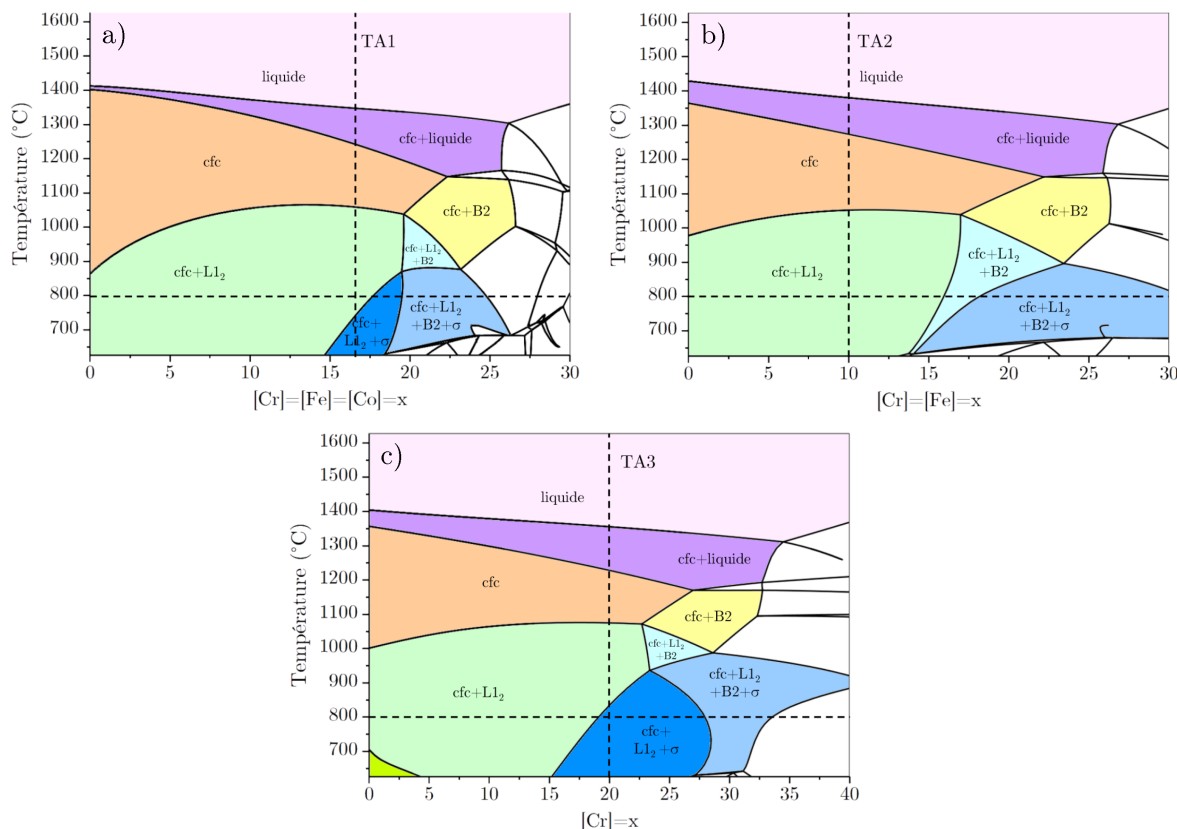 a)
TA1
liquide
cfc+liquide
cfc
cfc+B2
cfc+L1₂
cfc+L1₂
+B2
cfc+L1₂
+B2+σ
cfc+
L1₂+σ
Température (°C)
1600
1500
1400
1300
1200
1100
1000
900
800
700
0
5
10
15
20
25
30
[Cr]=[Fe]=[Co]=x
b)
TA2
liquide
cfc+liquide
cfc
cfc+B2
cfc+L1₂
cfc+L1₂
+B2
cfc+L1₂
+B2+σ
Température (°C)
1600
1500
1400
1300
1200
1100
1000
900
800
700
0
5
10
15
20
25
30
[Cr]=[Fe]=x
c)
TA3
liquide
cfc+liquide
cfc
cfc+B2
cfc+L1₂
+B2
cfc+L1₂
cfc+L1₂
+B2+σ
cfc+
L1₂+σ
Température (°C)
1600
1500
1400
1300
1200
1100
1000
900
800
700
0
5
10
15
20
25
30
35
40
[Cr]=x